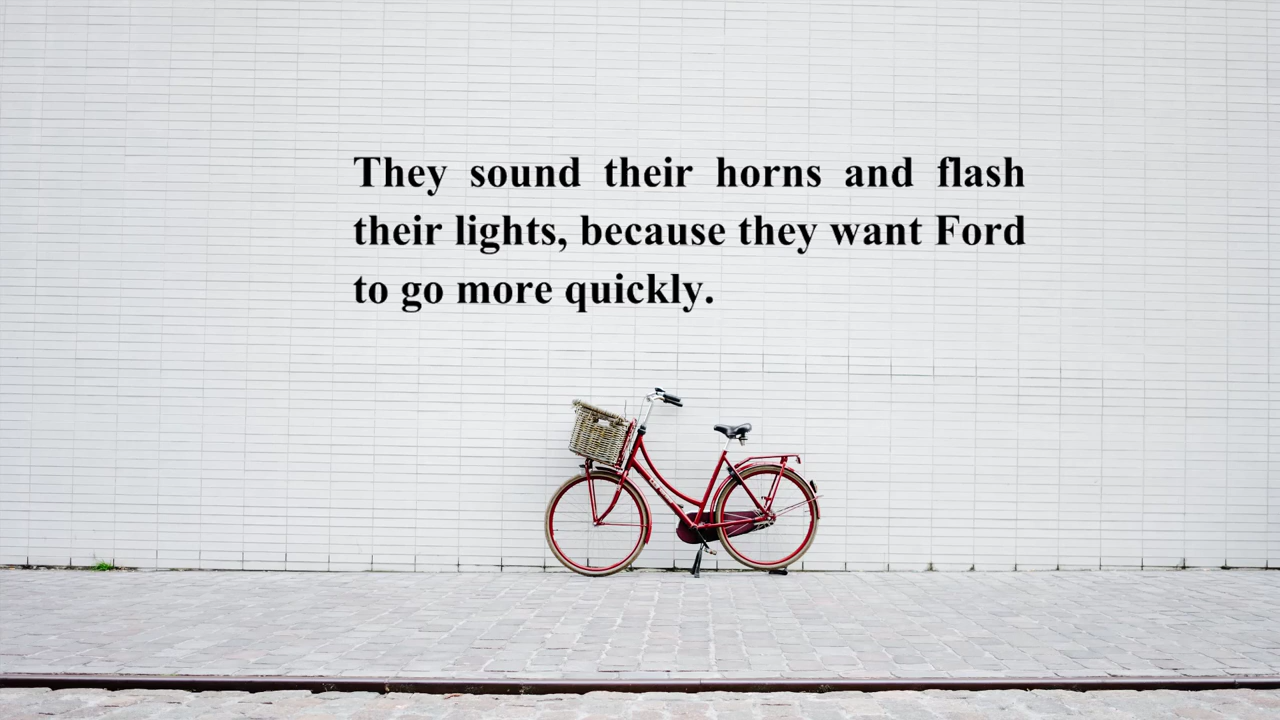 They sound their horns and flash
their lights, because they want Ford
to go more quickly.